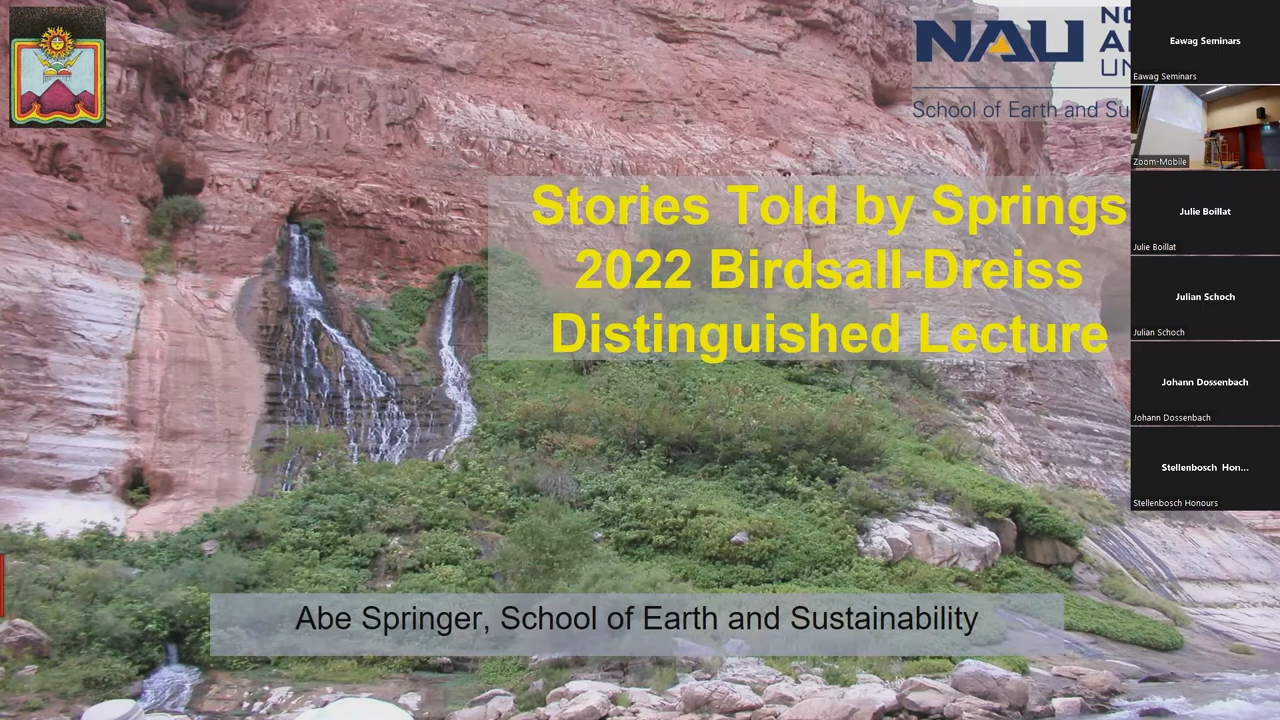 NAU
NO
A
UN
School of Earth and Su
Stories Told by Springs
2022 Birdsall-Dreiss
Distinguished Lecture
Abe Springer, School of Earth and Sustainability
Eawag Seminars
Eawag Seminars
Zoom-Mobile
Julie Boillat
Julie Boillat
Julian Schoch
Julian Schoch
Johann Dossenbach
Johann Dossenbach
Stellenbosch Hon...
Stellenbosch Honours